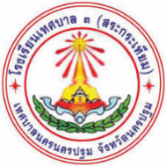 โรงเรียนเทศบาล ๓ (สระกระเทียม)
เทศบาลนครนครปฐม จังหวัดนครปฐม